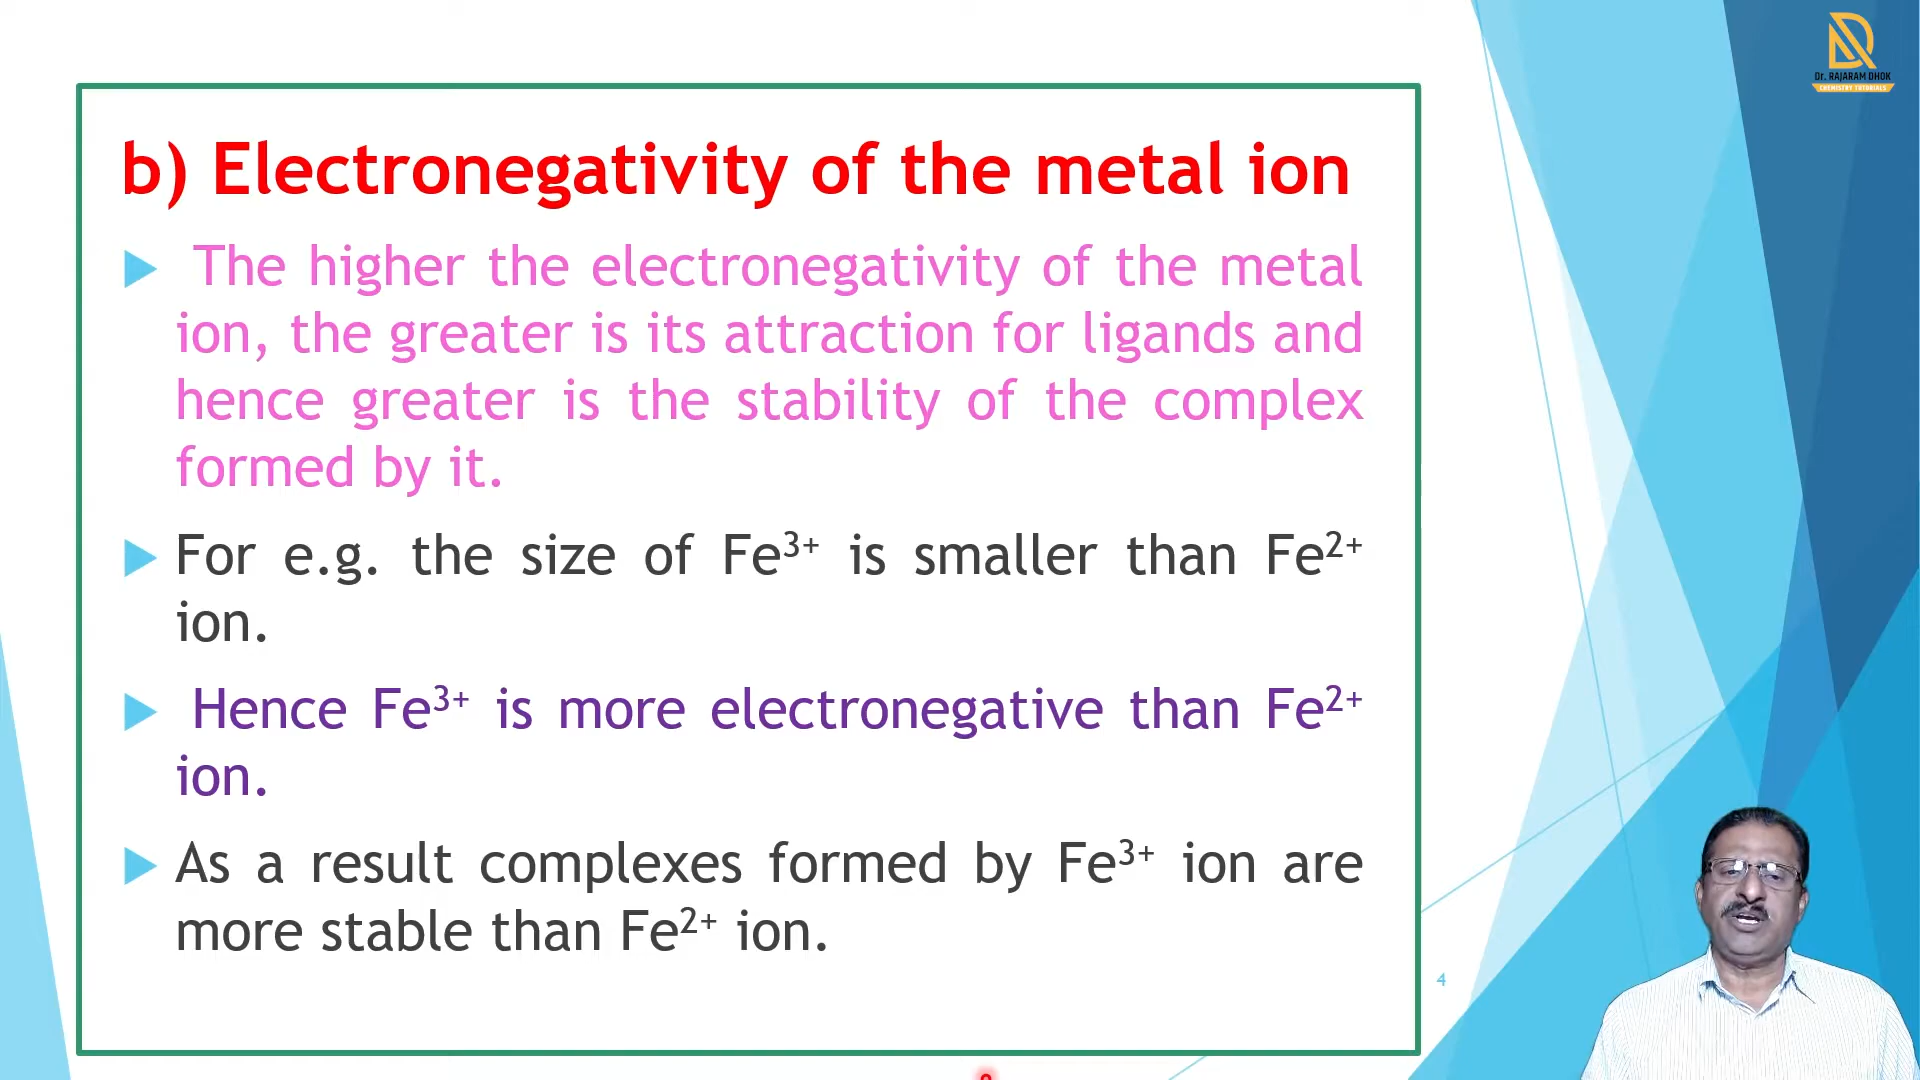 Dr. RAJARAM DHOK
CHEMISTRY TUTORIALS
b) Electronegativity of the metal ion
The higher the electronegativity of the metal
ion, the greater is its attraction for ligands and
hence greater is the stability of the complex
formed by it.
For e.g. the size of Fe³⁺ is smaller than Fe²⁺
ion.
Hence Fe³⁺ is more electronegative than Fe²⁺
ion.
As a result complexes formed by Fe³⁺ ion are
more stable than Fe²⁺ ion.
4